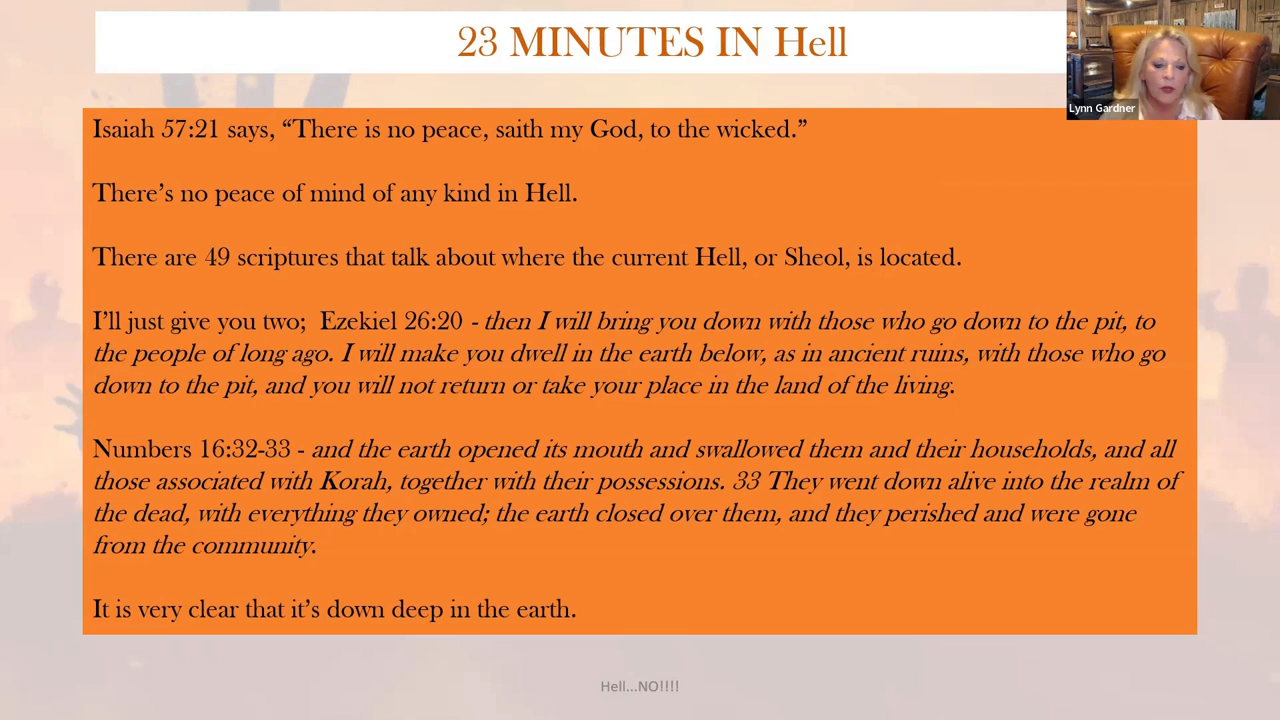 23 MINUTES IN Hell
Lynn Gardner
Isaiah 57:21 says, “There is no peace, saith my God, to the wicked.”
There’s no peace of mind of any kind in Hell.
There are 49 scriptures that talk about where the current Hell, or Sheol, is located.
I’ll just give you two;  Ezekiel 26:20 - then I will bring you down with those who go down to the pit, to
the people of long ago. I will make you dwell in the earth below, as in ancient ruins, with those who go
down to the pit, and you will not return or take your place in the land of the living.
Numbers 16:32-33 - and the earth opened its mouth and swallowed them and their households, and all
those associated with Korah, together with their possessions. 33 They went down alive into the realm of
the dead, with everything they owned; the earth closed over them, and they perished and were gone
from the community.
It is very clear that it’s down deep in the earth.
Hell...NO!!!!